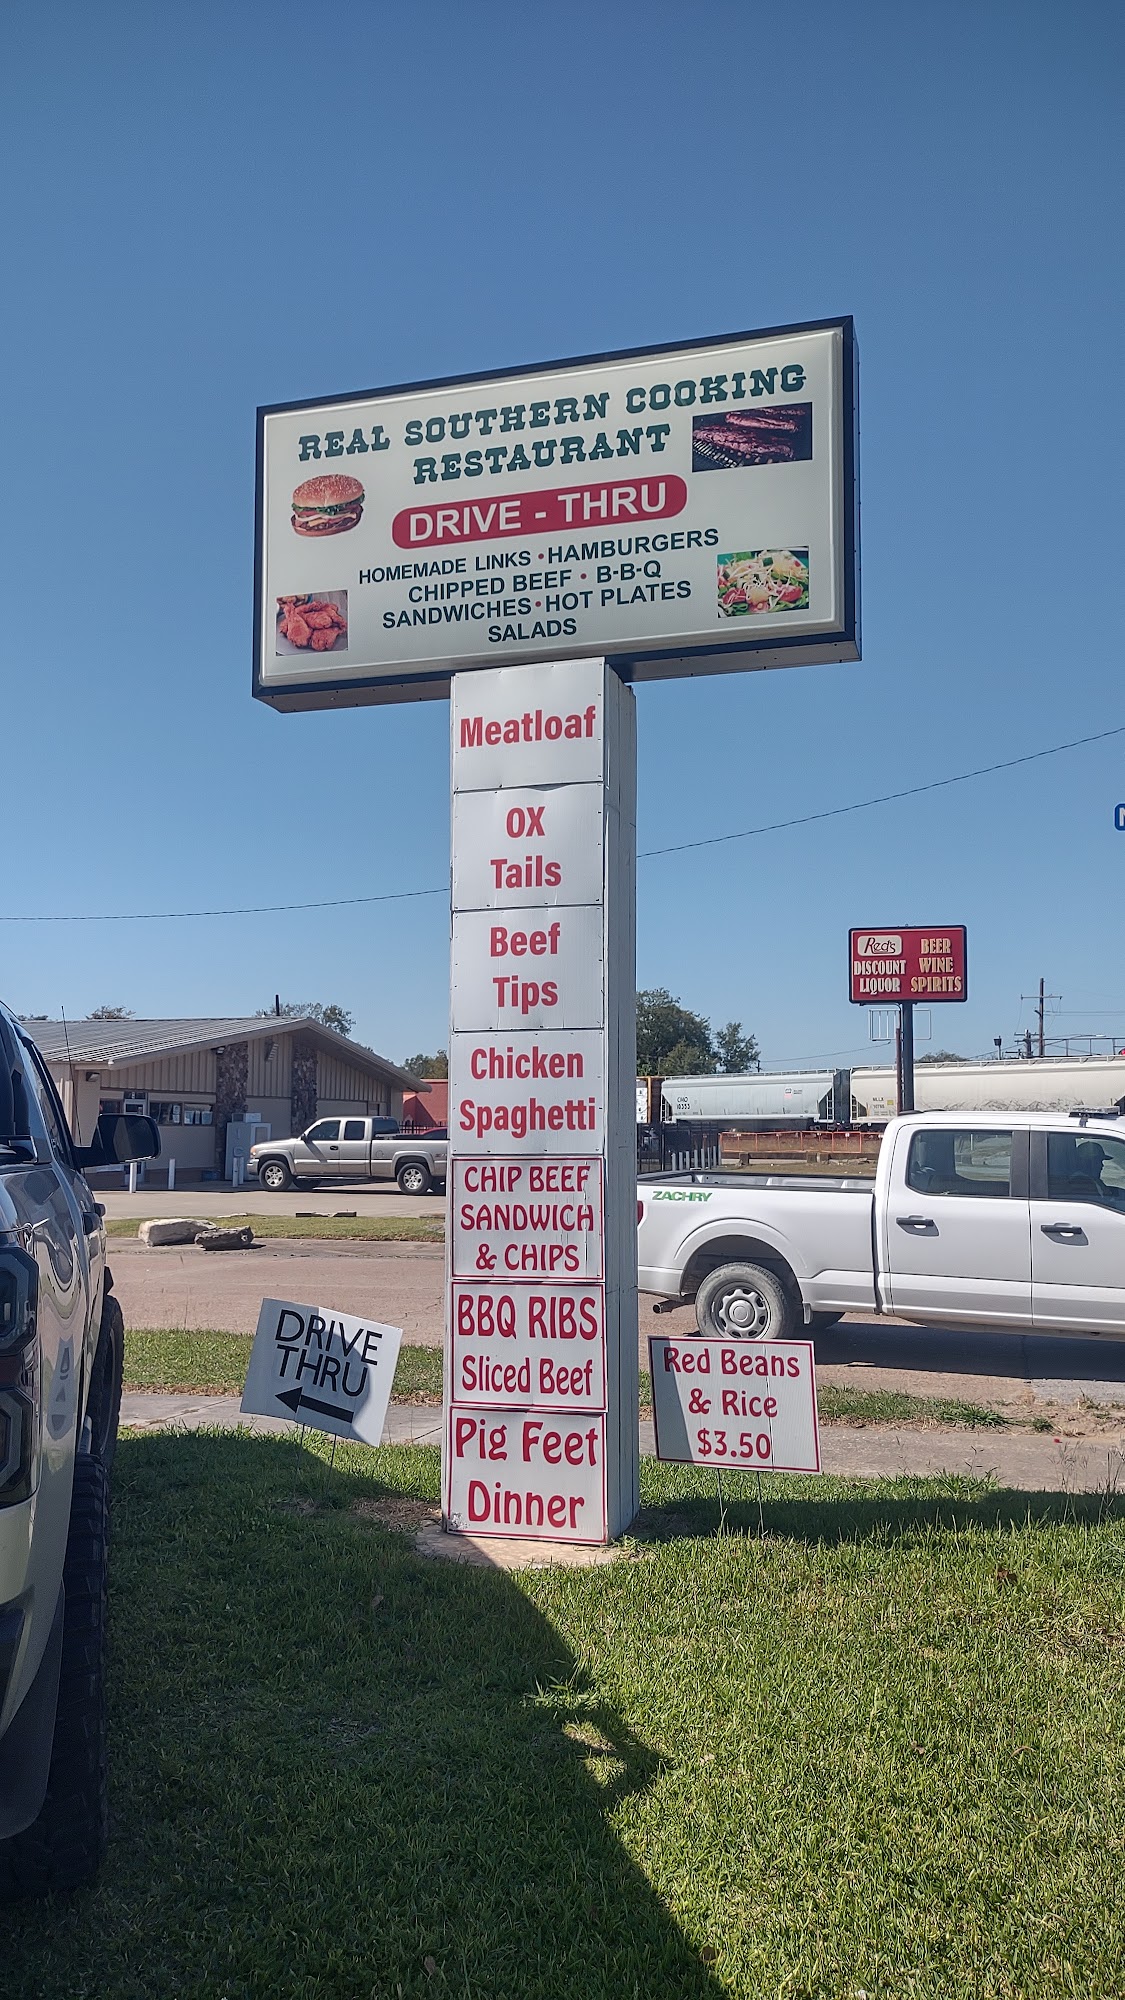 REAL SOUTHERN COOKING
RESTAURANT
DRIVE - THRU
HOMEMADE LINKS • HAMBURGERS
CHIPPED BEEF • B-B-Q
SANDWICHES • HOT PLATES
SALADS
Meatloaf
OX
Tails
Beef
Tips
Chicken
Spaghetti
CHIP BEEF
SANDWICH
& CHIPS
BBQ RIBS
Sliced Beef
Pig Feet
Dinner
DRIVE
THRU
Red Beans
& Rice
$3.50
Red's
DISCOUNT
LIQUOR
BEER
WINE
SPIRITS
ZACHRY